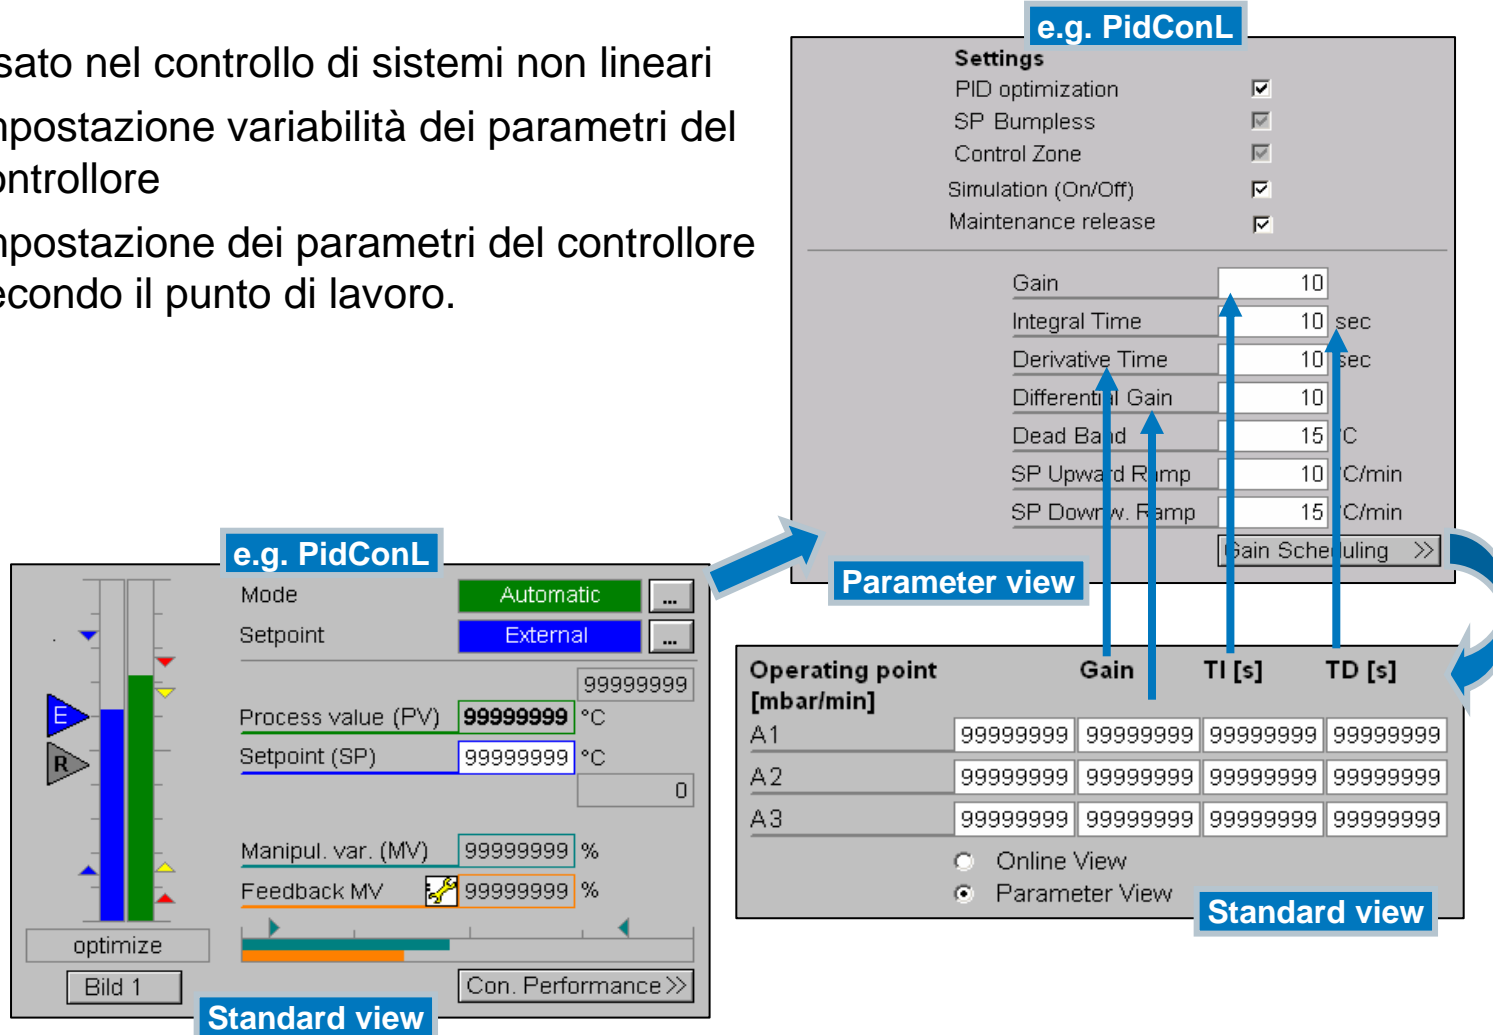 sato nel controllo di sistemi non lineari
mpostazione variabilità dei parametri del
ontrollore
mpostazione dei parametri del controllore
econdo il punto di lavoro.
e.g. PidConL
Settings
PID optimization
SP Bumpless
Control Zone
Simulation (On/Off)
Maintenance release
Gain 10
Integral Time 10 sec
Derivative Time 10 sec
Differential Gain 10
Dead Band 15 °C
SP Upward Ramp 10 °C/min
SP Downw. Ramp 15 °C/min
Gain Scheduling >>
Parameter view
e.g. PidConL
Mode Automatic ...
Setpoint External ...
99999999
Process value (PV) 99999999 °C
Setpoint (SP) 99999999 °C
0
Manipul. var. (MV) 99999999 %
Feedback MV 99999999 %
E
R
optimize
Bild 1
Con. Performance >>
Standard view
Operating point Gain TI [s] TD [s]
[mbar/min]
A1 99999999 99999999 99999999 99999999
A2 99999999 99999999 99999999 99999999
A3 99999999 99999999 99999999 99999999
Online View
Parameter View
Standard view